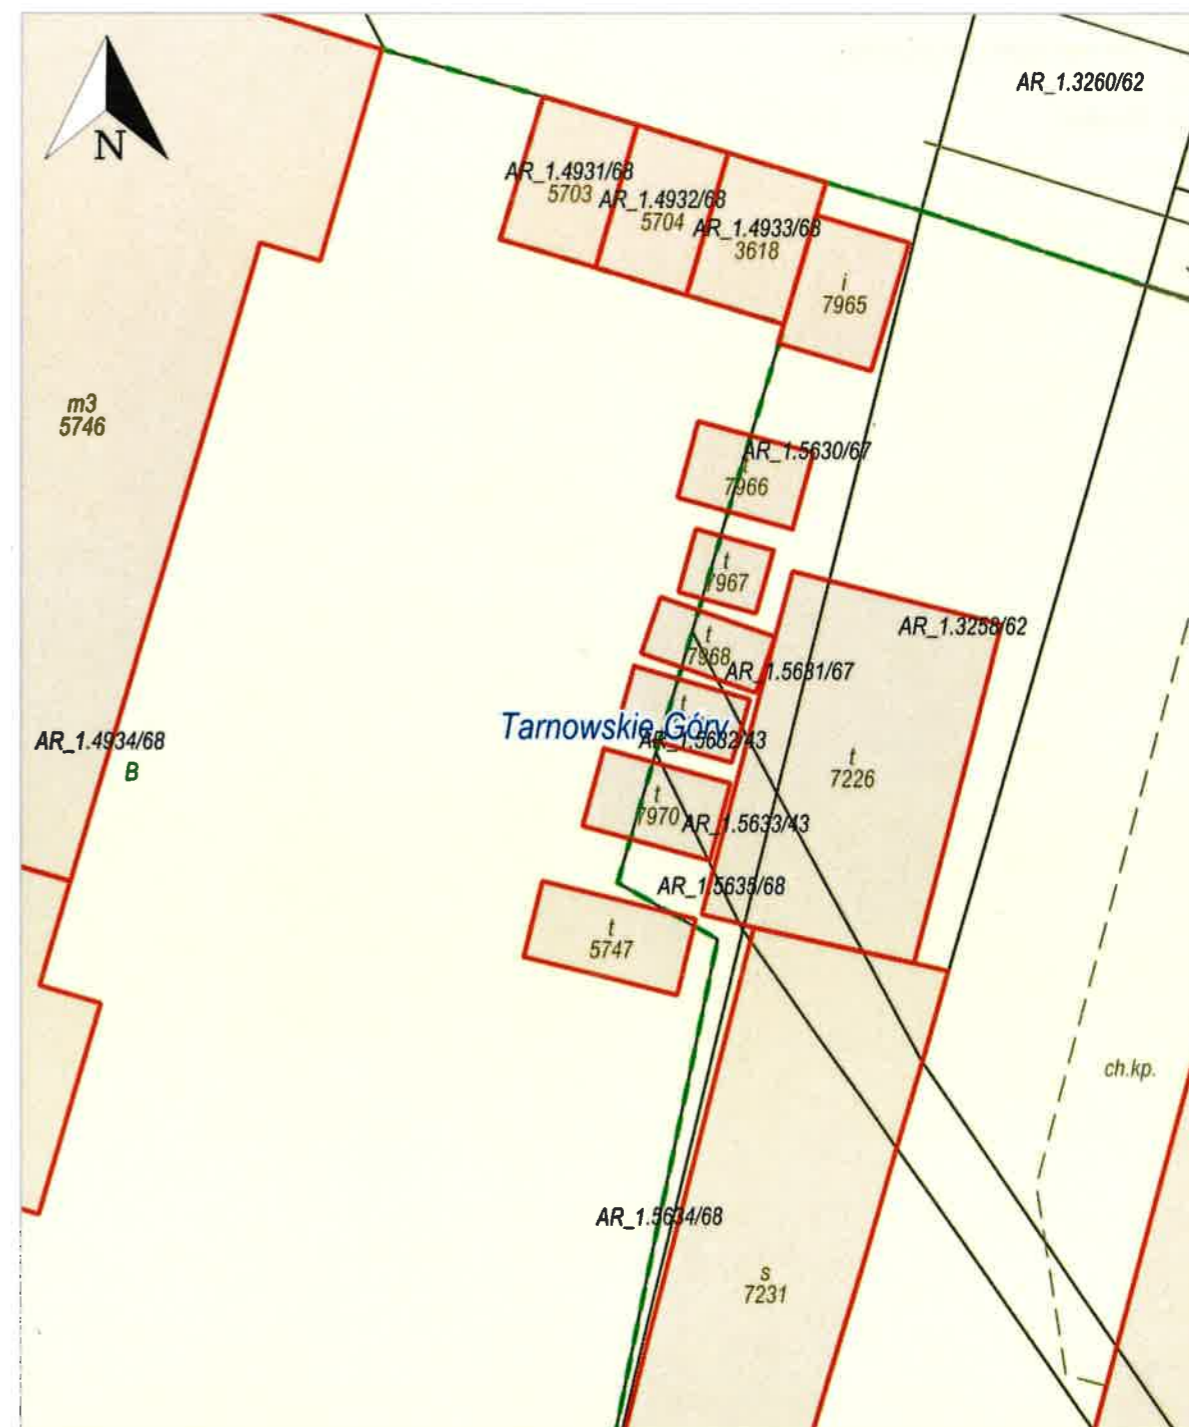 AR_1.3260/62
N
AR_1.4931/68
5703
AR_1.4932/68
5704
AR_1.4933/68
3618
i
7965
m3
5746
AR_1.5630/67
t
7966
t
7967
AR_1.3258/62
t
7968
AR_1.5631/67
t
Tarnowskie Góry
AR_1.5632/43
AR_1.4934/68
B
t
7226
t
7970
AR_1.5633/43
AR_1.5635/68
t
5747
ch.kp.
AR_1.5634/68
s
7231